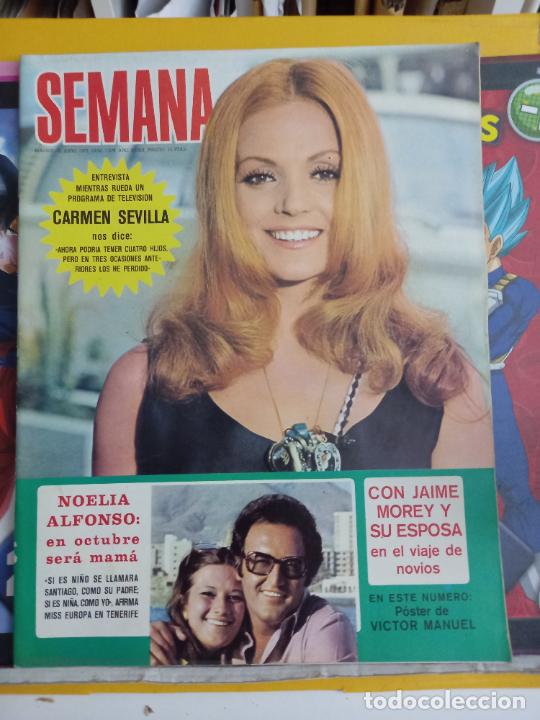 SEMANA
ENTREVISTA
MIENTRAS RUEDA UN
PROGRAMA DE TELEVISION
CARMEN SEVILLA
nos dice:
«AHORA PODRIA TENER CUATRO HIJOS,
PERO EN TRES OCASIONES ANTE-
RIORES LOS HE PERDIDO»
NOELIA
ALFONSO:
en octubre
será mamá
«SI ES NIÑO SE LLAMARA
SANTIAGO, COMO SU PADRE;
SI ES NIÑA, COMO YO», AFIRMA
MISS EUROPA EN TENERIFE
CON JAIME
MOREY Y
SU ESPOSA
en el viaje de
novios
EN ESTE NUMERO:
Póster de
VICTOR MANUEL
todocoleccion.net